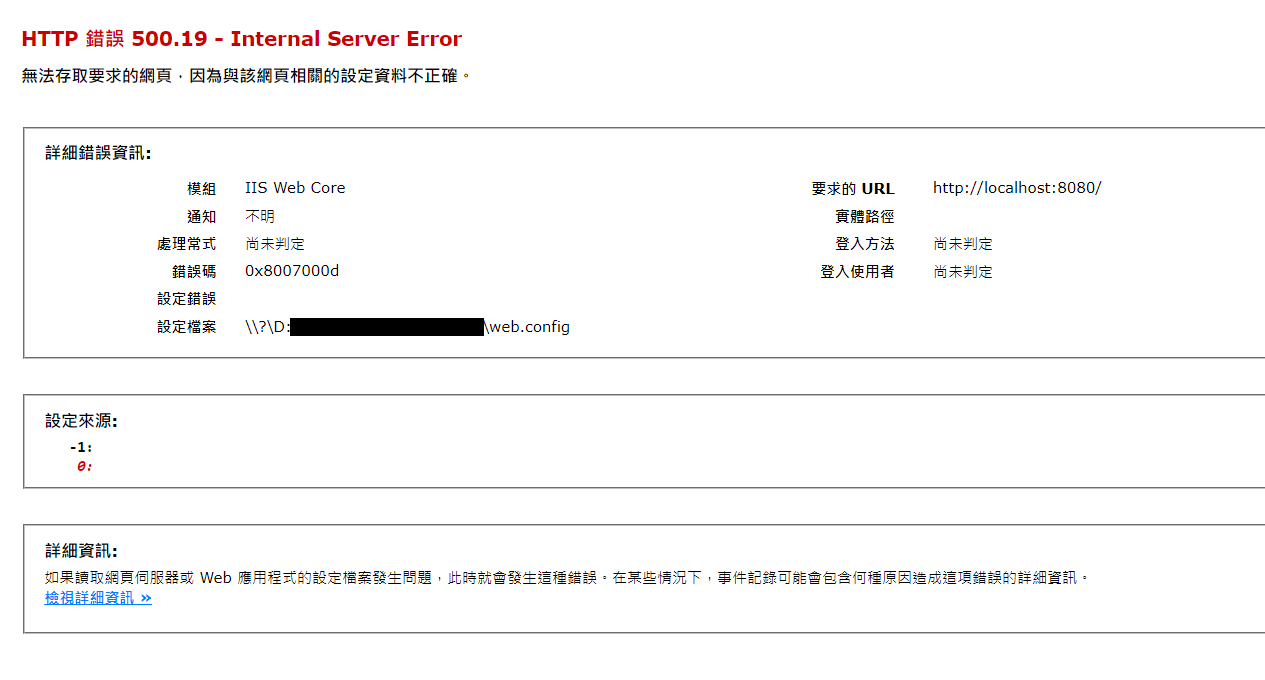 HTTP 錯誤 500.19 - Internal Server Error
無法存取要求的網頁，因為與該網頁相關的設定資料不正確。
詳細錯誤資訊:
模組 IIS Web Core
通知 不明
處理常式 尚未判定
錯誤碼 0x8007000d
設定錯誤
設定檔案 \\?\D: \web.config
要求的 URL http://localhost:8080/
實體路徑
登入方法 尚未判定
登入使用者 尚未判定
設定來源:
-1:
0:
詳細資訊:
如果讀取網頁伺服器或 Web 應用程式的設定檔案發生問題，此時就會發生這種錯誤。在某些情況下，事件記錄可能會包含何種原因造成這項錯誤的詳細資訊。
檢視詳細資訊 »